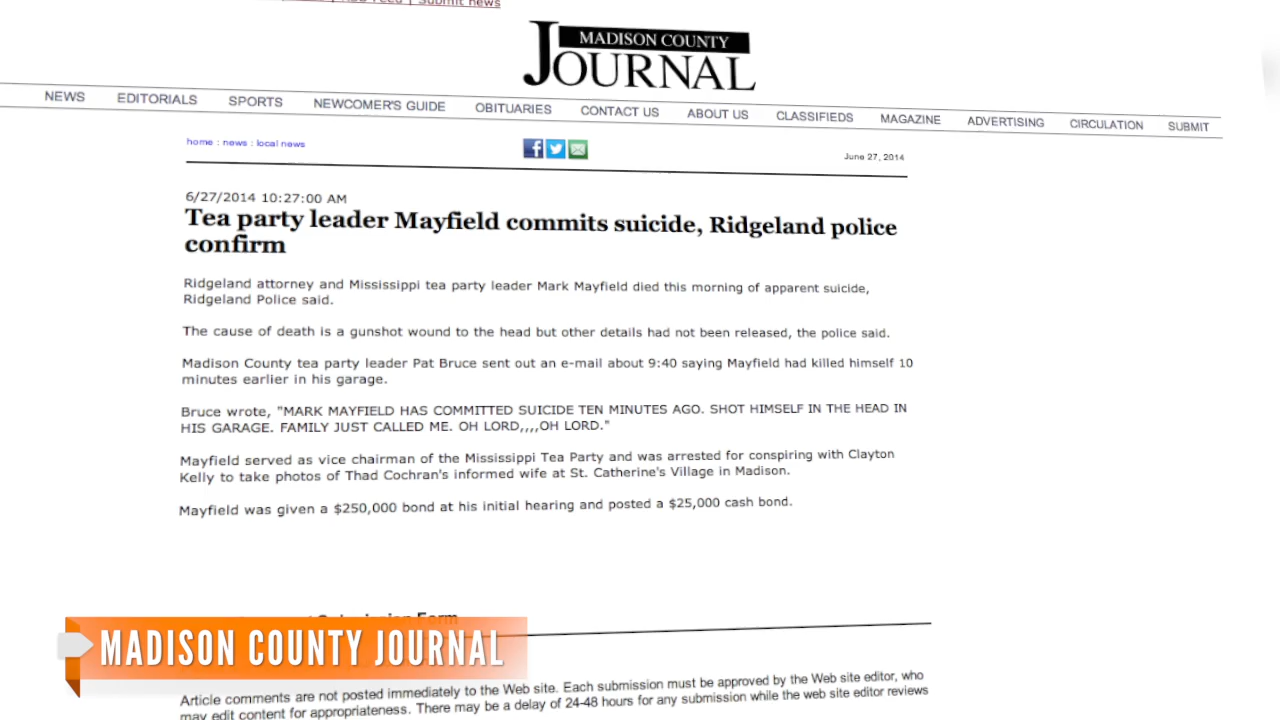 Submit news
MADISON COUNTY
JOURNAL
NEWS EDITORIALS SPORTS NEWCOMER'S GUIDE OBITUARIES CONTACT US ABOUT US CLASSIFIEDS MAGAZINE ADVERTISING CIRCULATION SUBMIT
home : news : local news
June 27, 2014
6/27/2014 10:27:00 AM
Tea party leader Mayfield commits suicide, Ridgeland police
confirm
Ridgeland attorney and Mississippi tea party leader Mark Mayfield died this morning of apparent suicide,
Ridgeland Police said.
The cause of death is a gunshot wound to the head but other details had not been released, the police said.
Madison County tea party leader Pat Bruce sent out an e-mail about 9:40 saying Mayfield had killed himself 10
minutes earlier in his garage.
Bruce wrote, "MARK MAYFIELD HAS COMMITTED SUICIDE TEN MINUTES AGO. SHOT HIMSELF IN THE HEAD IN
HIS GARAGE. FAMILY JUST CALLED ME. OH LORD,,,,OH LORD."
Mayfield served as vice chairman of the Mississippi Tea Party and was arrested for conspiring with Clayton
Kelly to take photos of Thad Cochran's informed wife at St. Catherine's Village in Madison.
Mayfield was given a $250,000 bond at his initial hearing and posted a $25,000 cash bond.
Form
MADISON COUNTY JOURNAL
Article comments are not posted immediately to the Web site. Each submission must be approved by the Web site editor, who
may edit content for appropriateness. There may be a delay of 24-48 hours for any submission while the web site editor reviews